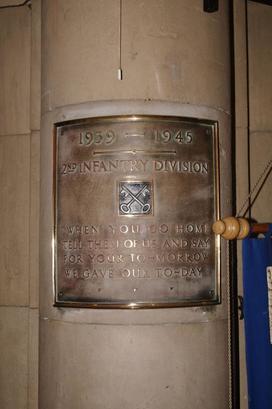 1939 — 1945
2ND INFANTRY DIVISION
"WHEN YOU GO HOME
TELL THEM OF US AND SAY
FOR YOUR TO-MORROW
WE GAVE OUR TO-DAY"